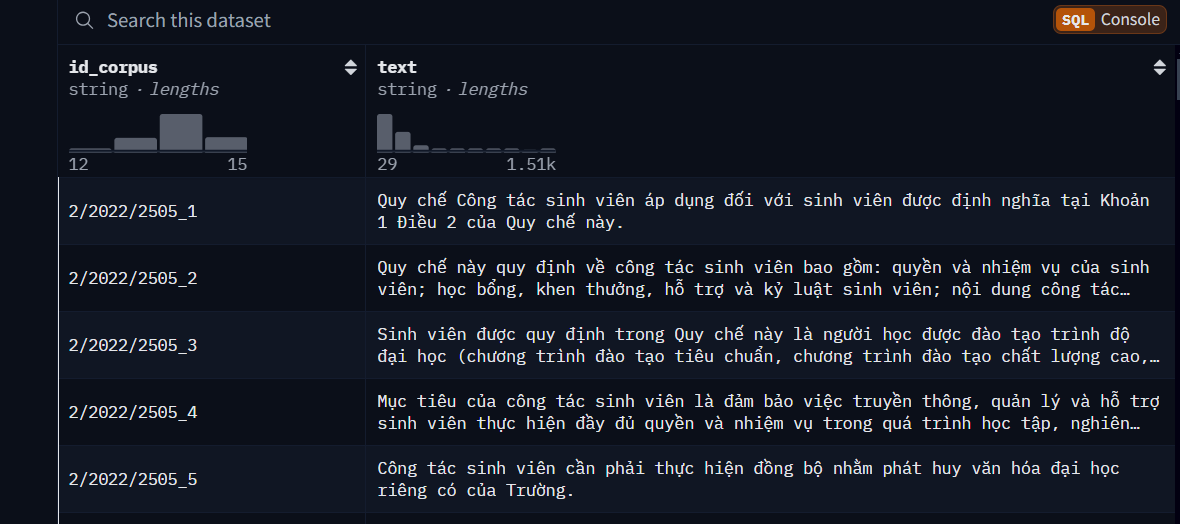 Search this dataset
SQL Console
id_corpus
string · lengths
12
15
text
string · lengths
29
1.51k
2/2022/2505_1
Quy chế Công tác sinh viên áp dụng đối với sinh viên được định nghĩa tại Khoản
1 Điều 2 của Quy chế này.
2/2022/2505_2
Quy chế này quy định về công tác sinh viên bao gồm: quyền và nhiệm vụ của sinh
viên; học bổng, khen thưởng, hỗ trợ và kỷ luật sinh viên; nội dung công tác…
2/2022/2505_3
Sinh viên được quy định trong Quy chế này là người học được đào tạo trình độ
đại học (chương trình đào tạo tiêu chuẩn, chương trình đào tạo chất lượng cao,…
2/2022/2505_4
Mục tiêu của công tác sinh viên là đảm bảo việc truyền thông, quản lý và hỗ trợ
sinh viên thực hiện đầy đủ quyền và nhiệm vụ trong quá trình học tập, nghiên…
2/2022/2505_5
Công tác sinh viên cần phải thực hiện đồng bộ nhằm phát huy văn hóa đại học
riêng có của Trường.